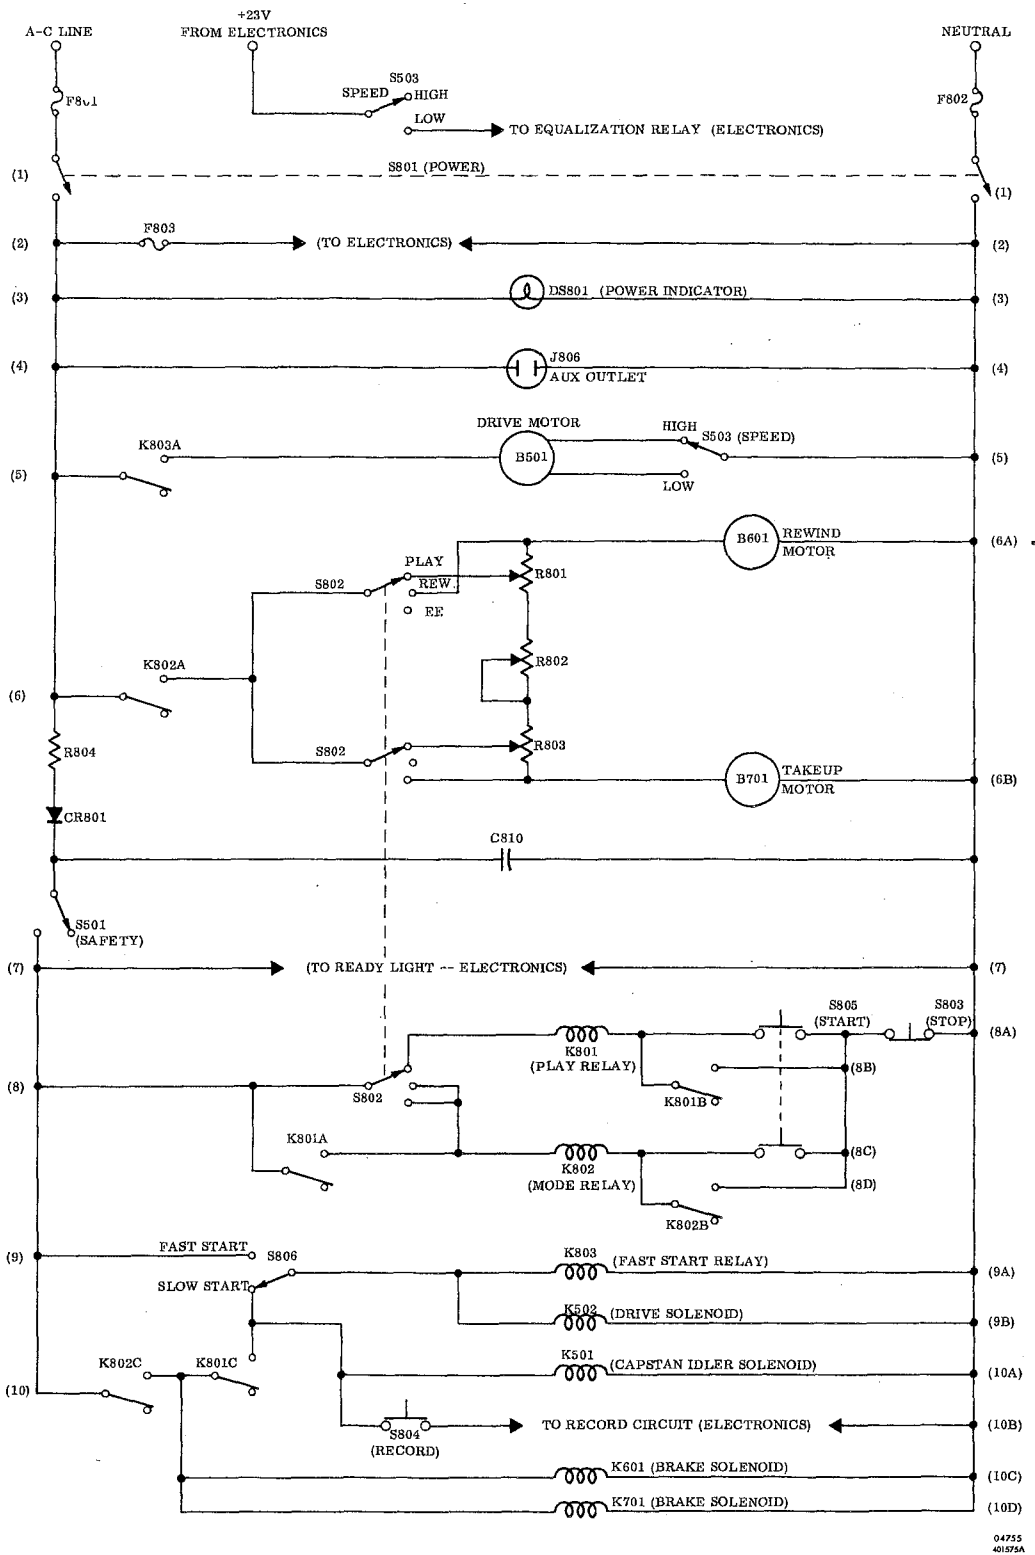 A-C LINE
+23V
FROM ELECTRONICS
NEUTRAL
S503
SPEED
HIGH
LOW
TO EQUALIZATION RELAY (ELECTRONICS)
F802
(1)
S801 (POWER)
(1)
F803
(2)
(TO ELECTRONICS)
(2)
(3)
DS801 (POWER INDICATOR)
(3)
(4)
J806
AUX OUTLET
(4)
DRIVE MOTOR
HIGH
S503 (SPEED)
K803A
B501
(5)
(5)
LOW
B601
REWIND
MOTOR
(6A)
PLAY
S802
REW.
EE
R801
K802A
R802
(6)
R804
S802
R803
B701
TAKEUP
MOTOR
(6B)
CR801
C810
S501
(SAFETY)
(7)
(TO READY LIGHT -- ELECTRONICS)
(7)
S805
(START)
S803
(STOP)
(8A)
K801
(PLAY RELAY)
(8B)
(8)
S802
K801B
K801A
(8C)
K802
(MODE RELAY)
(8D)
K802B
FAST START
S806
K803
(FAST START RELAY)
(9)
(9A)
SLOW START
K502
(DRIVE SOLENOID)
(9B)
K802C
K801C
K501
(CAPSTAN IDLER SOLENOID)
(10A)
(10)
S804
(RECORD)
TO RECORD CIRCUIT (ELECTRONICS)
(10B)
K601 (BRAKE SOLENOID)
(10C)
K701 (BRAKE SOLENOID)
(10D)
04755
401575A